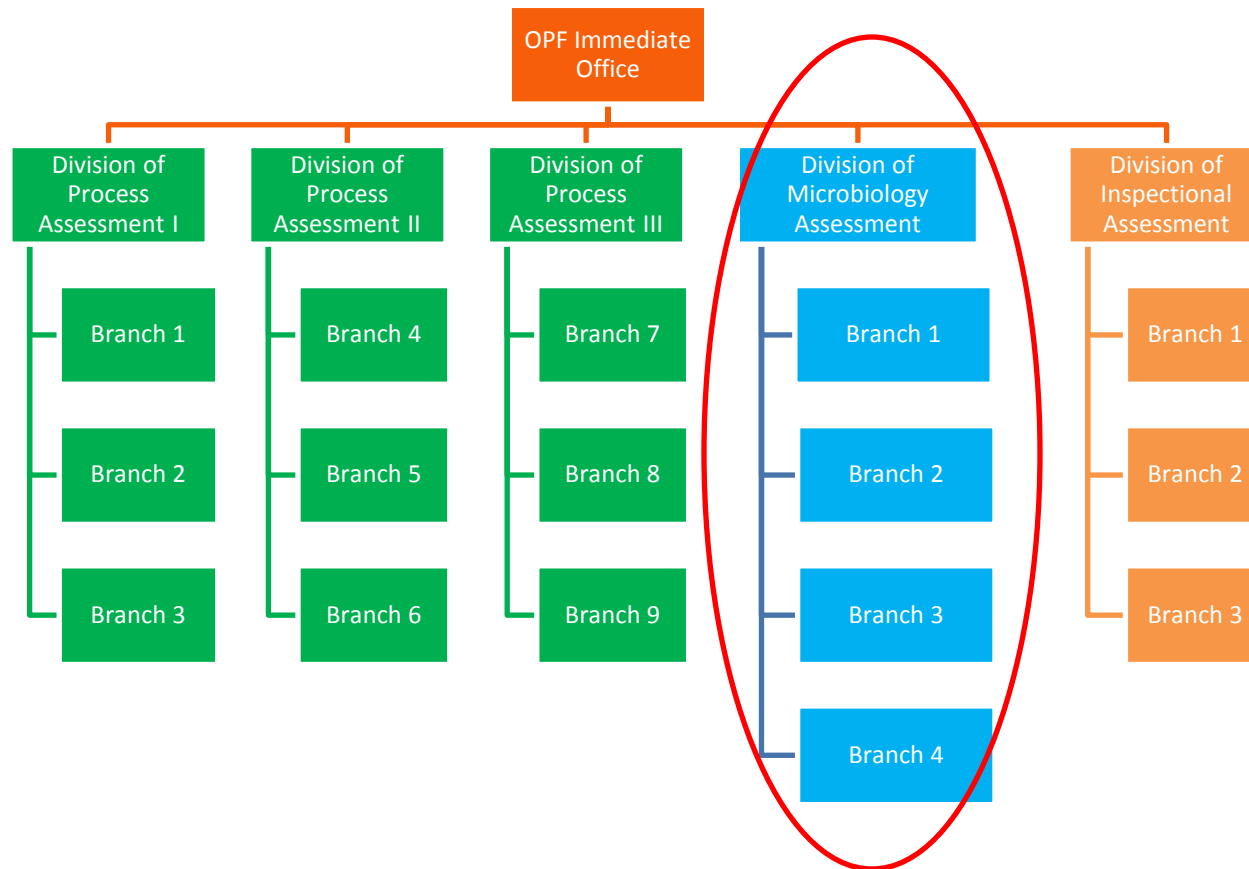 OPF Immediate
Office
Division of
Process
Assessment I
Division of
Process
Assessment II
Division of
Process
Assessment III
Division of
Microbiology
Assessment
Division of
Inspectional
Assessment
Branch 1
Branch 4
Branch 7
Branch 1
Branch 1
Branch 2
Branch 5
Branch 8
Branch 2
Branch 2
Branch 3
Branch 6
Branch 9
Branch 3
Branch 3
Branch 4